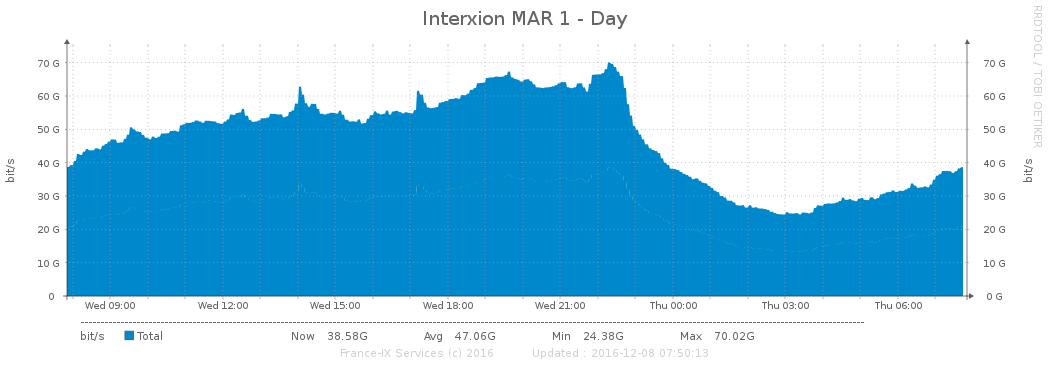 Interxion MAR 1 - Day
RRDTOOL / TOBI OETIKER
bit/s
70 G 70 G
60 G 60 G
50 G 50 G
40 G 40 G
30 G 30 G
20 G 20 G
10 G 10 G
0 0 G
bit/s
Wed 09:00 Wed 12:00 Wed 15:00 Wed 18:00 Wed 21:00 Thu 00:00 Thu 03:00 Thu 06:00
bit/s Total Now 38.58G Avg 47.06G Min 24.38G Max 70.02G
France-IX Services (c) 2016 Updated : 2016-12-08 07:50:13